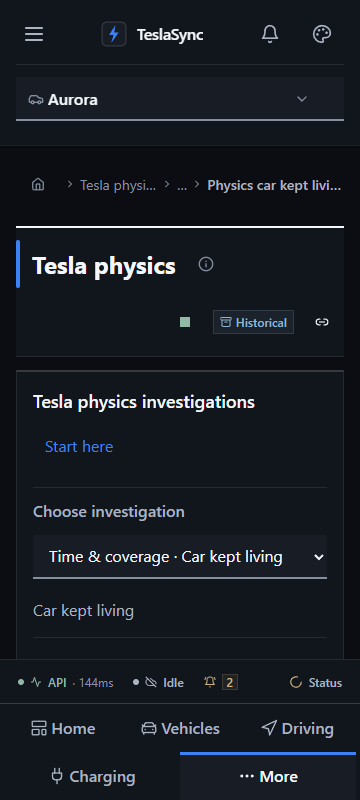 TeslaSync
Aurora
Tesla physi... ... Physics car kept livi...
Tesla physics
Historical
Tesla physics investigations
Start here
Choose investigation
Time & coverage · Car kept living
Car kept living
API · 144ms Idle 2 Status
Home Vehicles Driving
Charging More